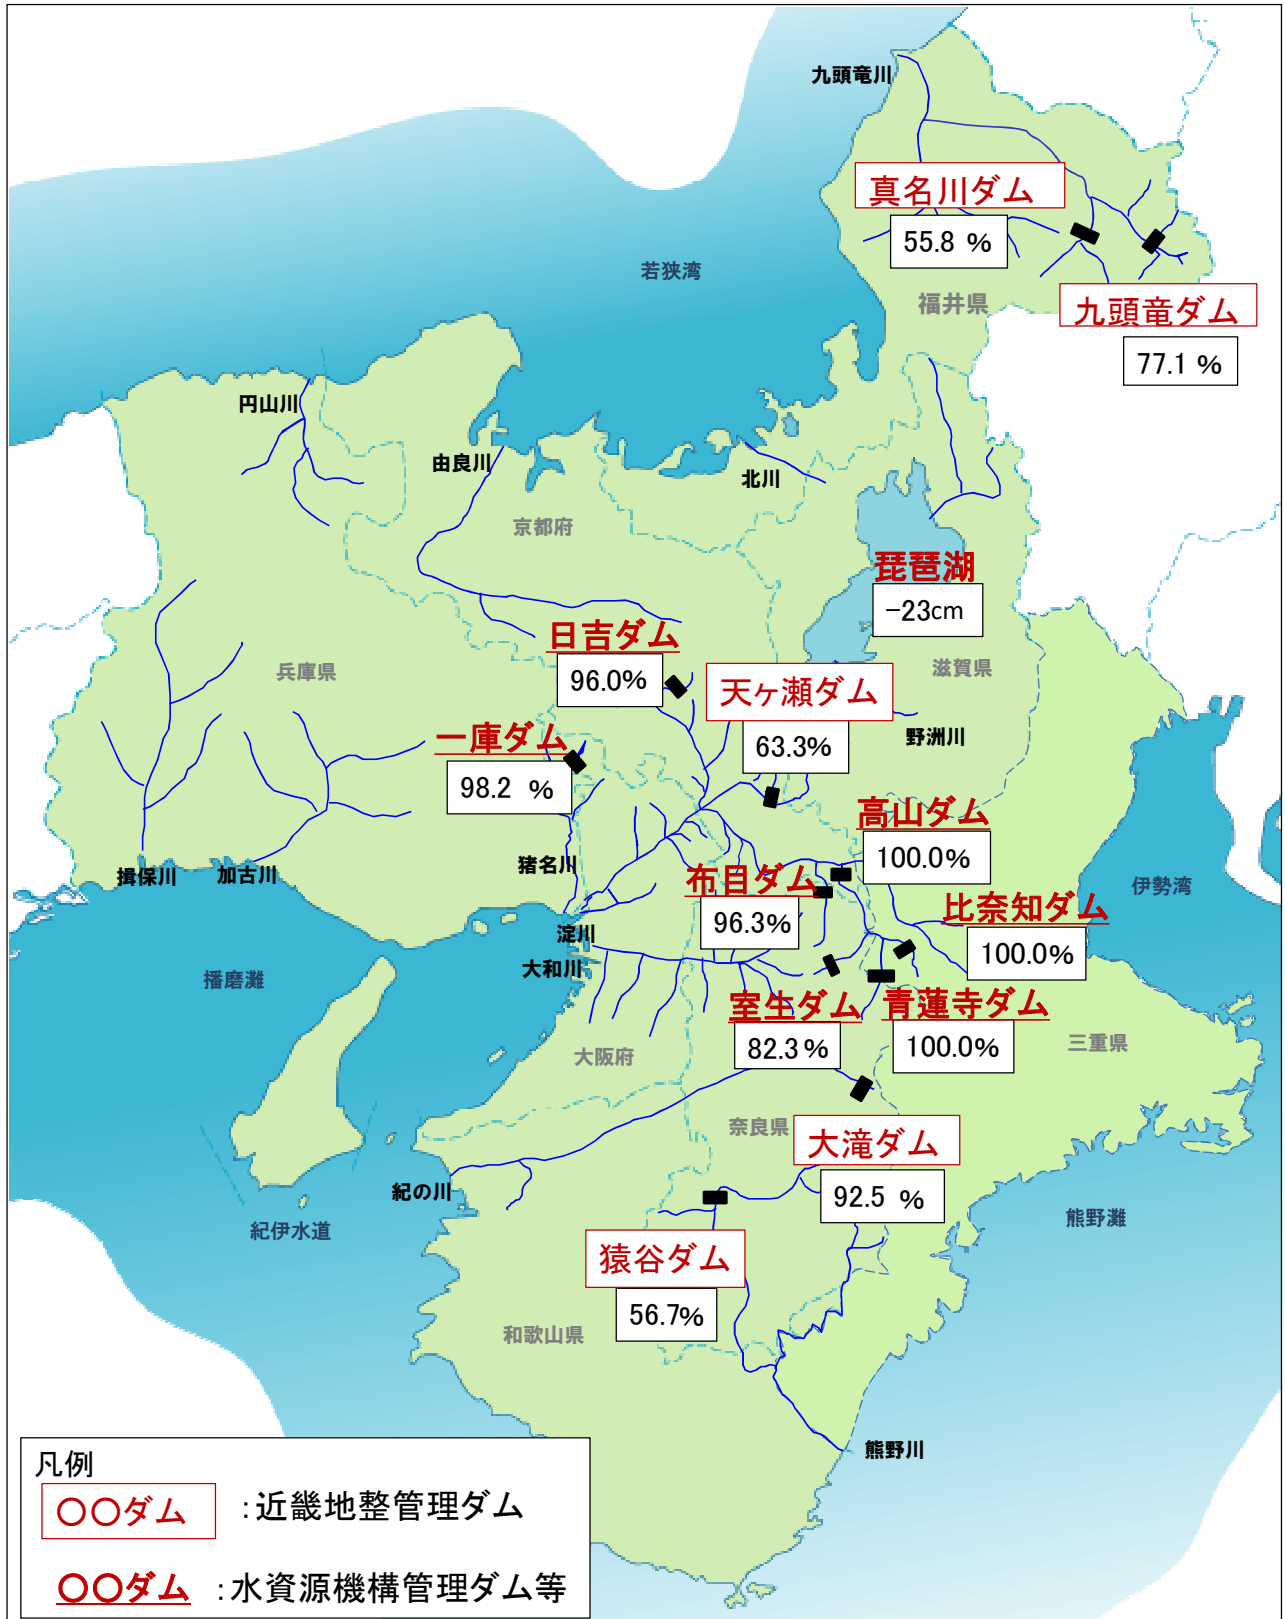 九頭竜川
真名川ダム
55.8 %
若狭湾
福井県
九頭竜ダム
77.1 %
円山川
由良川
北川
京都府
琵琶湖
-23cm
日吉ダム
96.0%
兵庫県
滋賀県
天ヶ瀬ダム
63.3%
野洲川
一庫ダム
98.2 %
高山ダム
100.0%
猪名川
揖保川
加古川
布目ダム
96.3%
伊勢湾
比奈知ダム
100.0%
淀川
大和川
播磨灘
室生ダム
82.3%
青蓮寺ダム
100.0%
大阪府
三重県
奈良県
大滝ダム
92.5 %
紀の川
紀伊水道
熊野灘
猿谷ダム
56.7%
和歌山県
熊野川
凡例
○○ダム :近畿地整管理ダム
○○ダム :水資源機構管理ダム等